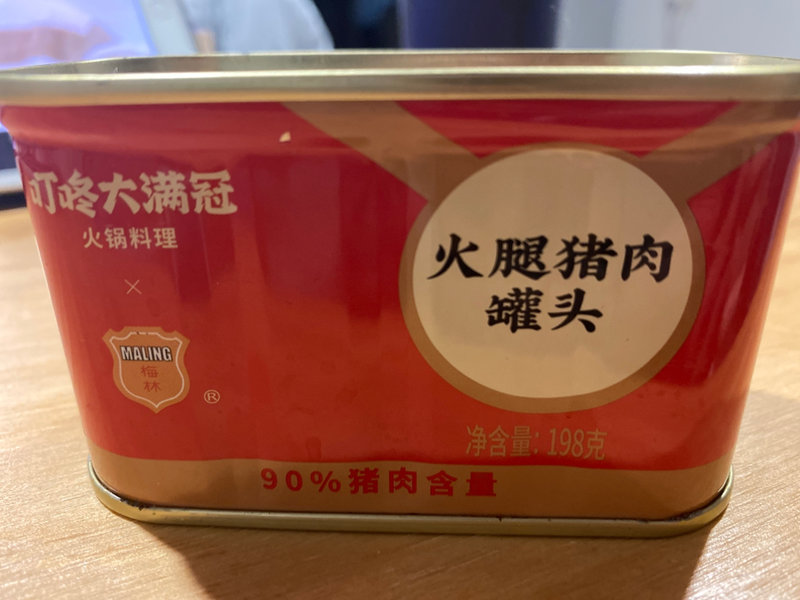 叮咚大满冠
火锅料理
×
MALING
梅
林
®
火腿猪肉
罐头
净含量: 198克
90%猪肉含量